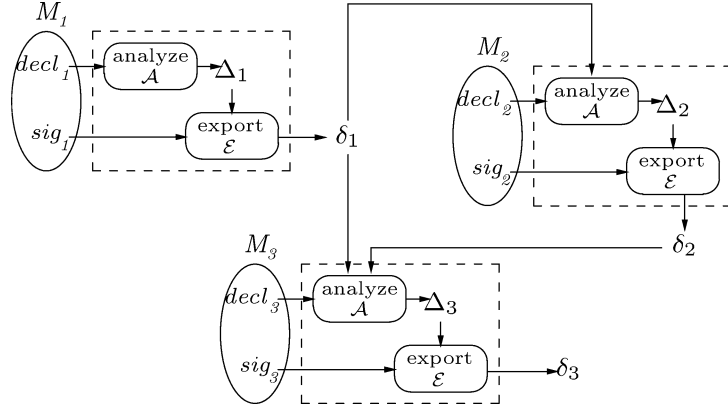 M₁
decl₁
analyze
𝒜
Δ₁
sig₁
export
ℰ
δ₁
M₂
decl₂
analyze
𝒜
Δ₂
sig₂
export
ℰ
δ₂
M₃
decl₃
analyze
𝒜
Δ₃
sig₃
export
ℰ
δ₃